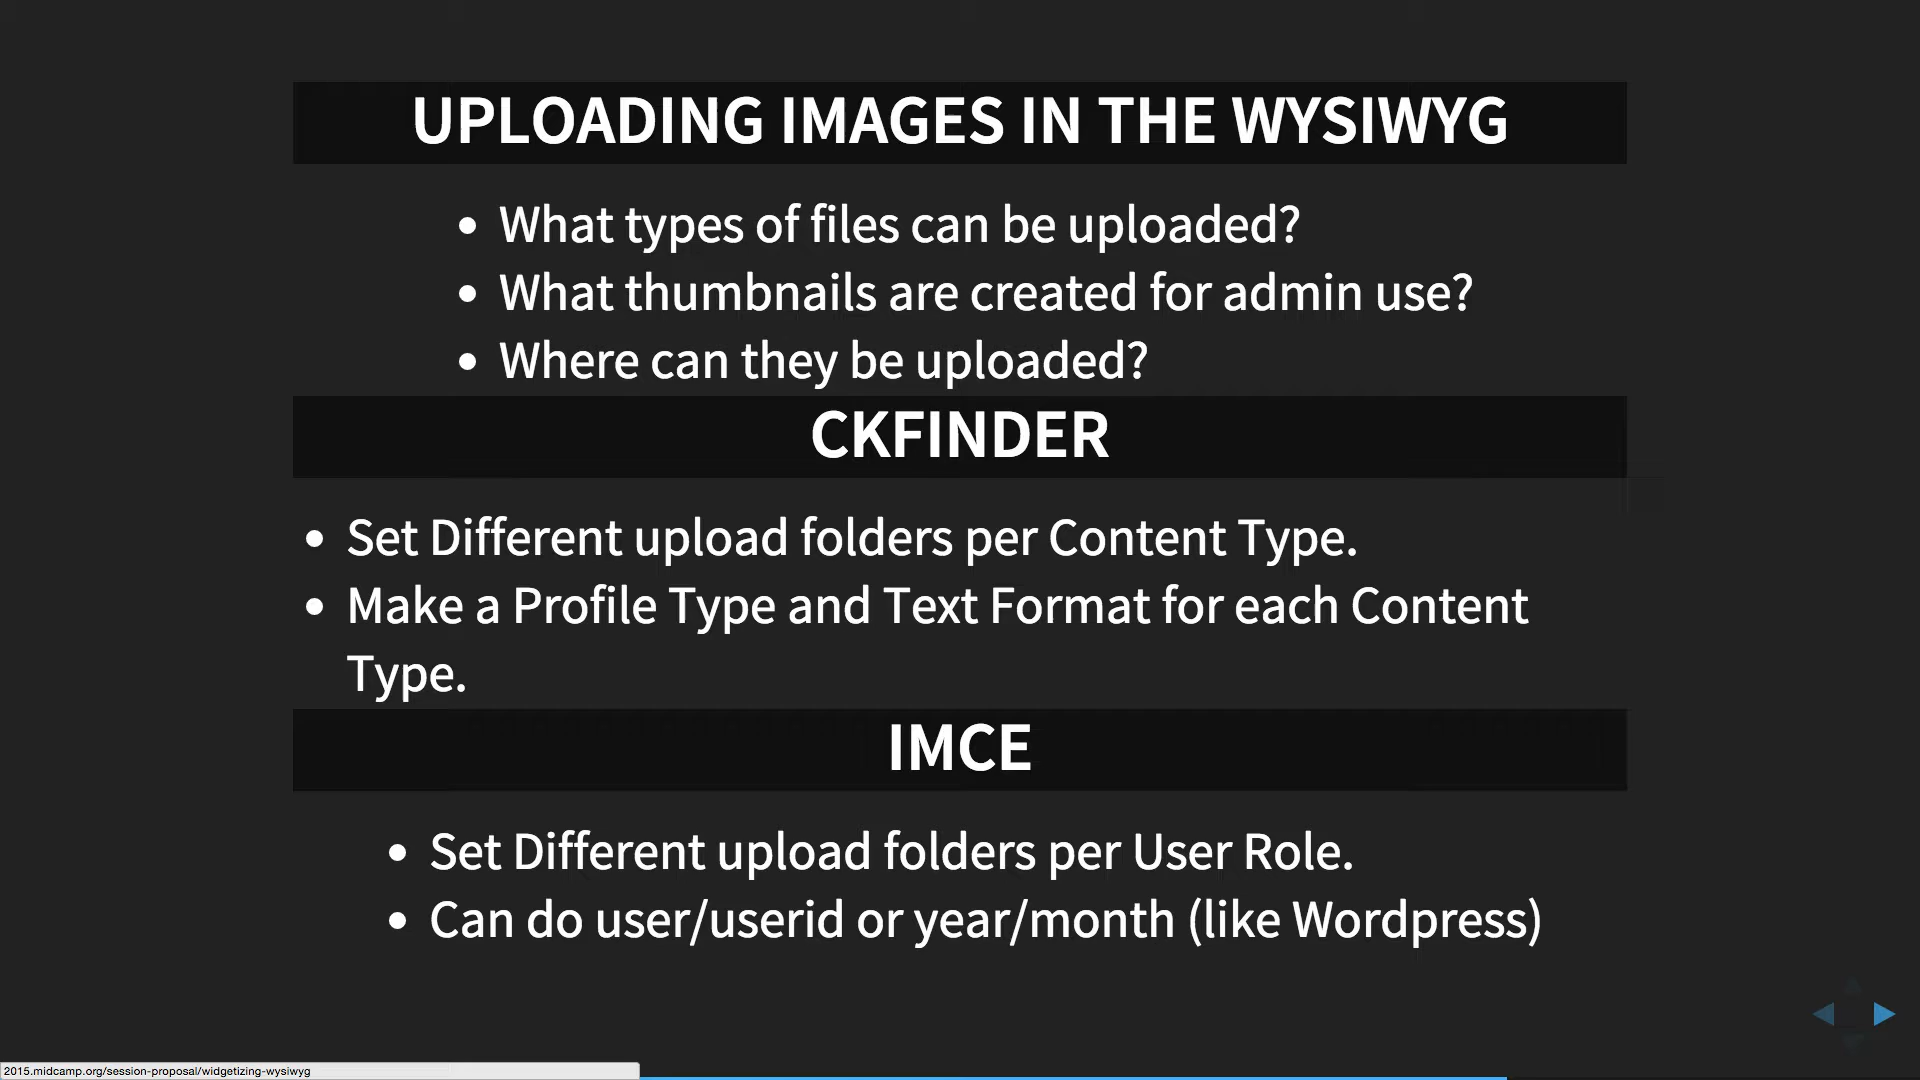 UPLOADING IMAGES IN THE WYSIWYG
• What types of files can be uploaded?
• What thumbnails are created for admin use?
• Where can they be uploaded?
CKFINDER
• Set Different upload folders per Content Type.
• Make a Profile Type and Text Format for each Content
Type.
IMCE
• Set Different upload folders per User Role.
• Can do user/userid or year/month (like Wordpress)
2015.midcamp.org/session-proposal/widgetizing-wysiwyg